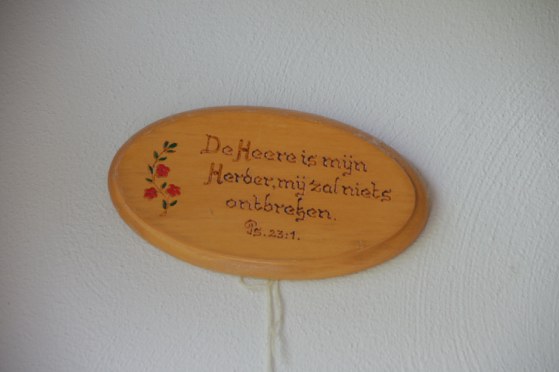 De Heere is mijn
Herder, mij zal niets
ontbreken.
Ps. 23:1.